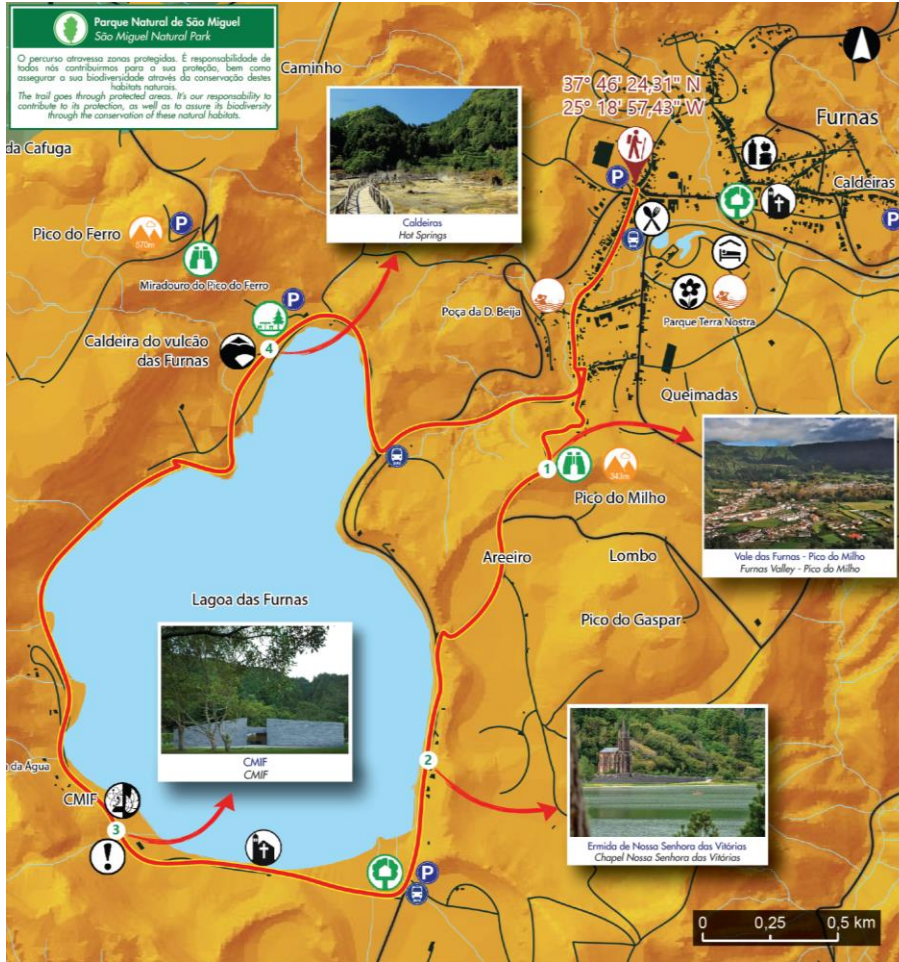 Parque Natural de São Miguel
São Miguel Natural Park
O percurso atravessa zonas protegidas. É responsabilidade de
todos nós contribuirmos para a sua proteção, bem como
assegurar a sua biodiversidade através da conservação destes
habitats naturais.
The trail goes through protected areas. It's our responsability to
contribute to its protection, as well as to assure its biodiversity
through the conservation of these natural habitats.
Caminho
37° 46' 24,31" N
25° 18' 57,43" W
Furnas
da Cafuga
P
Caldeiras
P
Caldeiras
Hot Springs
P
Pico do Ferro
570m
P
Miradouro do Pico do Ferro
P
Poça da D. Beija
Parque Terra Nostra
Caldeira do vulcão
das Furnas
4
Queimadas
1
343m
Pico do Milho
Vale das Furnas - Pico do Milho
Furnas Valley - Pico do Milho
Areeiro
Lombo
Lagoa das Furnas
Pico do Gaspar
CMIF
CMIF
2
Ermida de Nossa Senhora das Vitórias
Chapel Nossa Senhora das Vitórias
da Água
CMIF
3
!
P
0 0,25 0,5 km